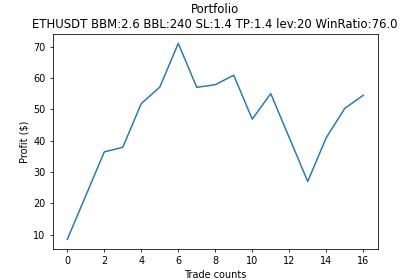 Portfolio
ETHUSDT BBM:2.6 BBL:240 SL:1.4 TP:1.4 lev:20 WinRatio:76.0
70
60
50
40
30
20
10
Profit ($)
0 2 4 6 8 10 12 14 16
Trade counts